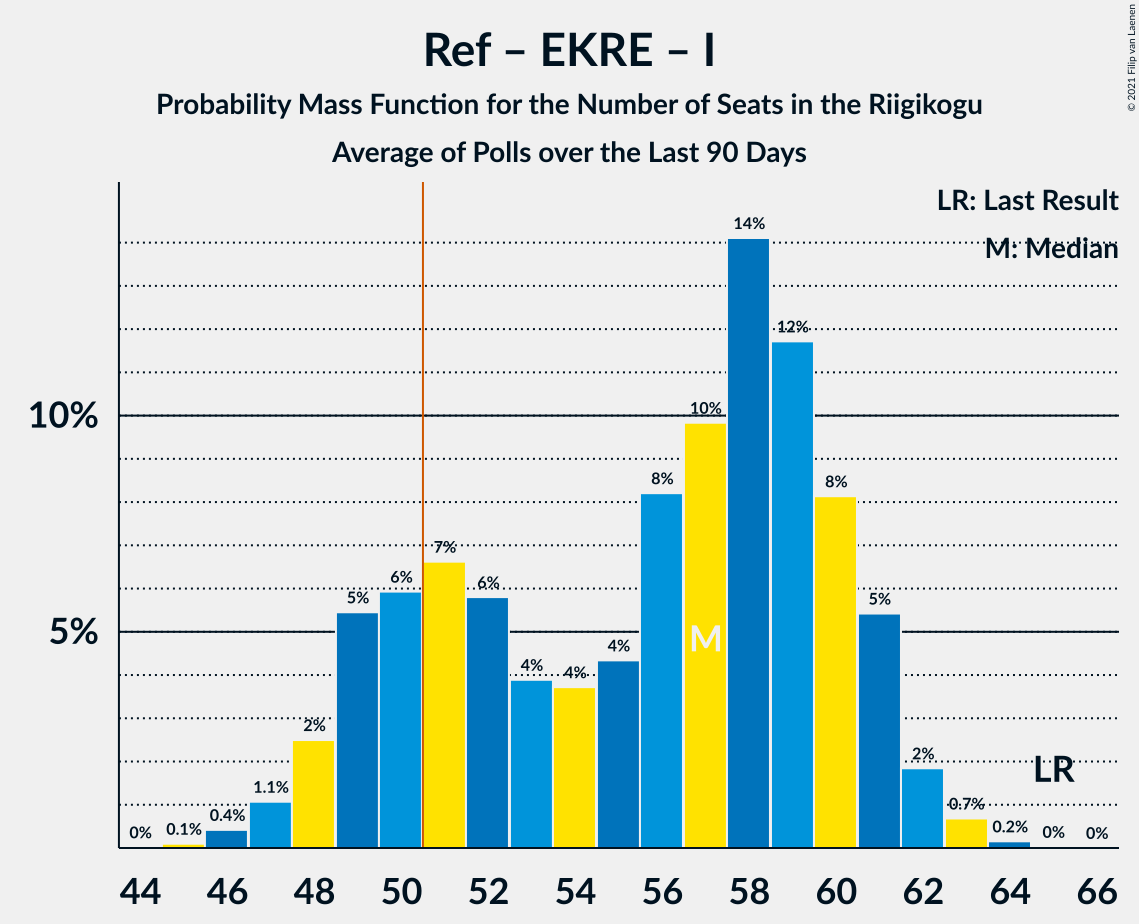 Ref – EKRE – I
Probability Mass Function for the Number of Seats in the Riigikogu
Average of Polls over the Last 90 Days
© 2021 Filip van Laenen
LR: Last Result
M: Median
10%
5%
0%
0.1%
0.4%
1.1%
2%
5%
6%
7%
6%
4%
4%
4%
8%
10%
14%
12%
8%
5%
2%
0.7%
0.2%
0%
0%
M
LR
44 46 48 50 52 54 56 58 60 62 64 66